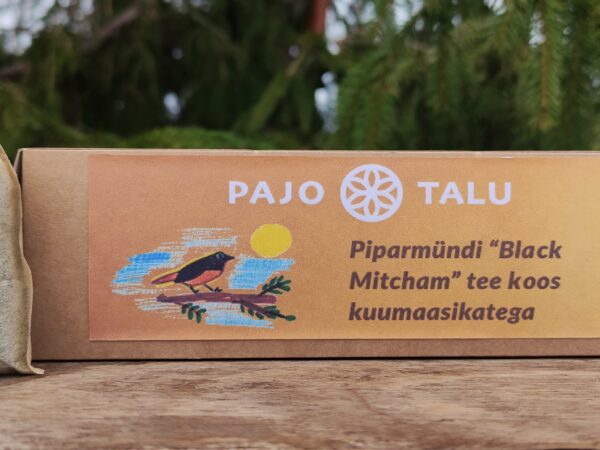 PAJO TALU
Piparmündi “Black
Mitcham” tee koos
kuumaasikatega